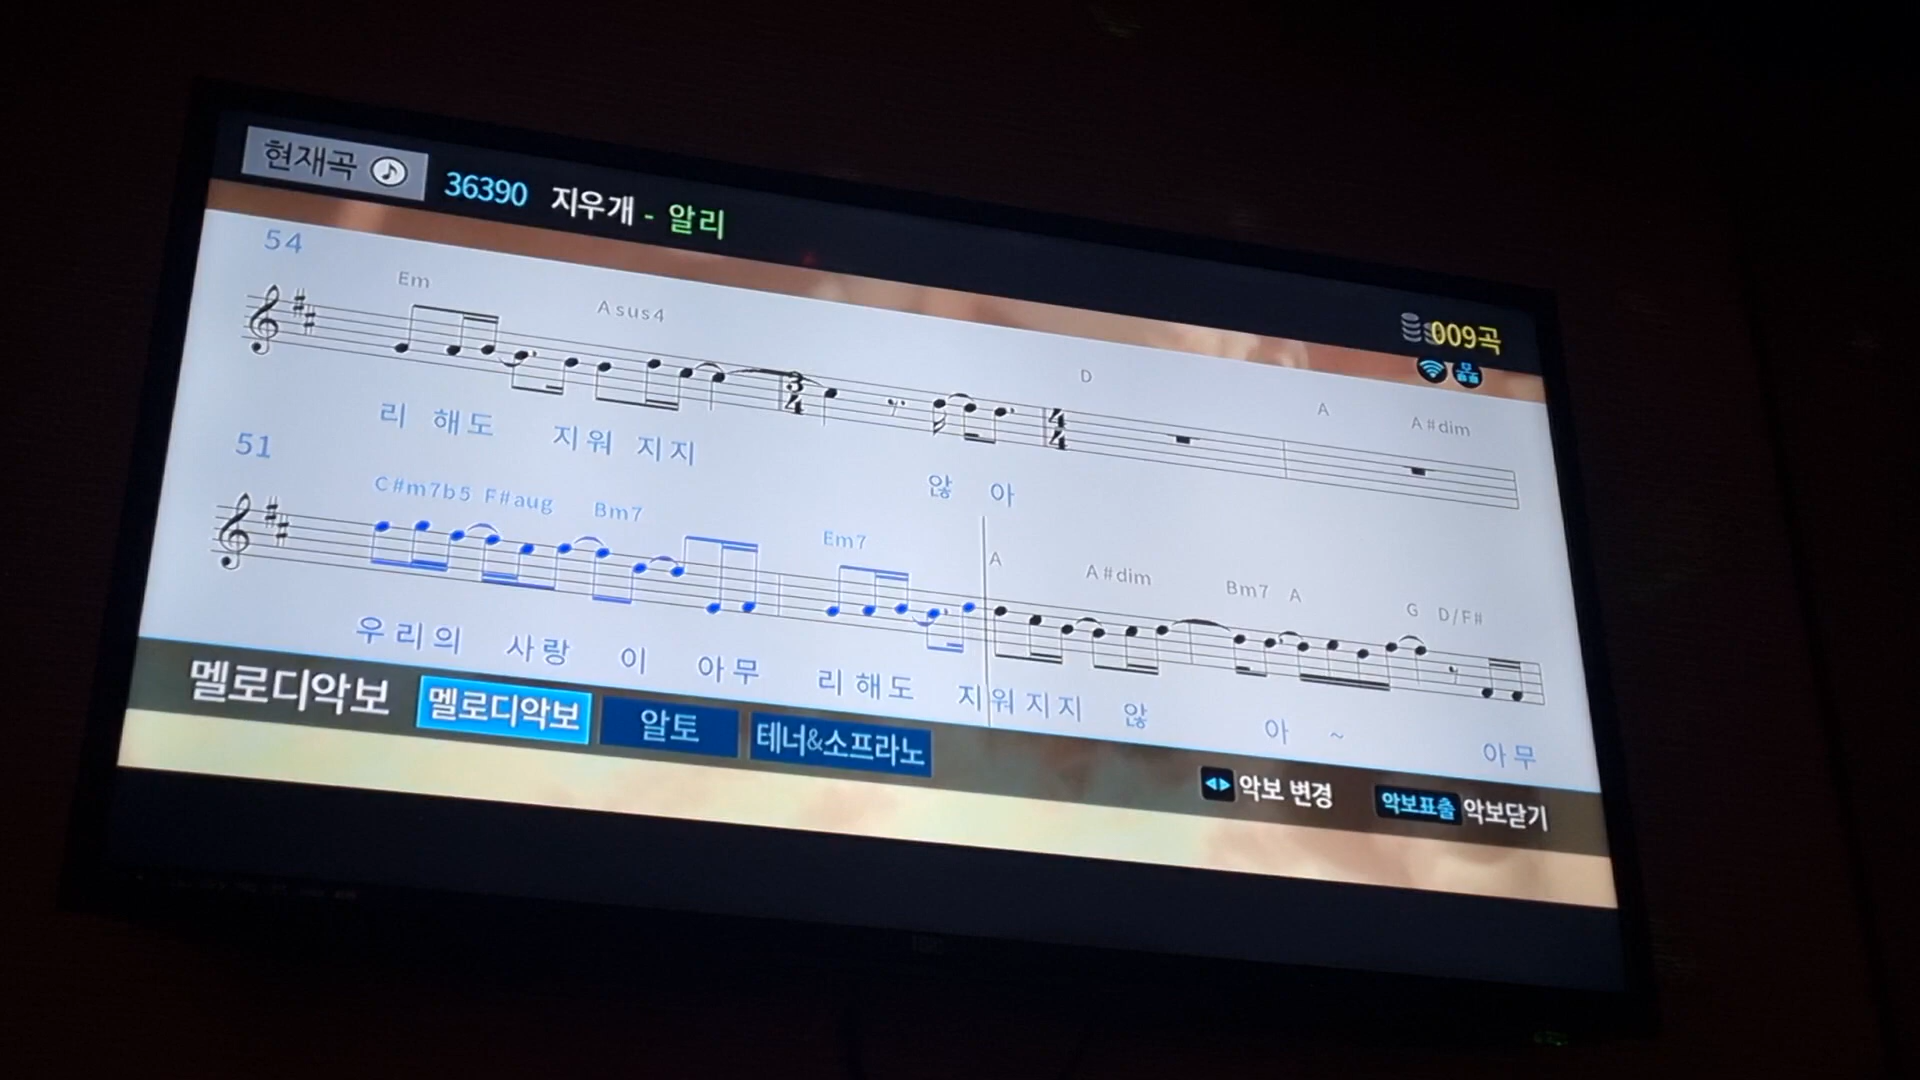 현재곡 36390 지우개 - 알리
009곡
54
Em Asus4 D A A#dim
3 4 4 4
리 해도 지워 지지 않 아
51
C#m7b5 F#aug Bm7 Em7 A A#dim Bm7 A G D/F#
우리의 사랑 이 아무 리 해도 지워지지 않 아 ~ 아무
멜로디악보 멜로디악보 알토 테너&소프라노
악보 변경 악보표출 악보닫기